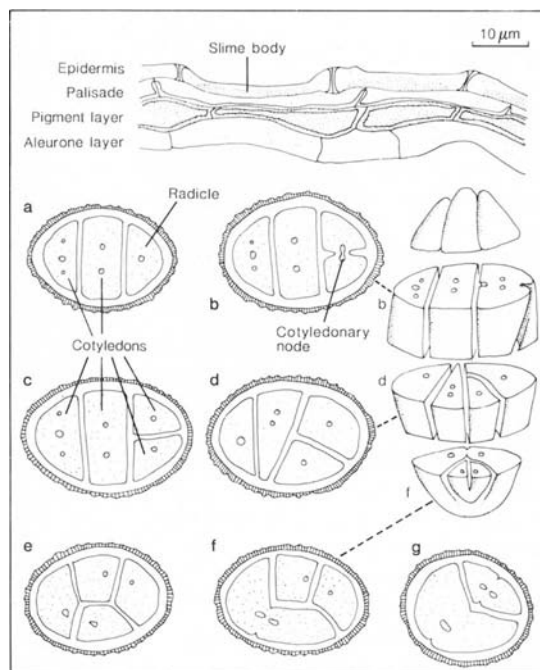 10 µm
Slime body
Epidermis
Palisade
Pigment layer
Aleurone layer
a
Radicle
b
Cotyledonary
node
b
Cotyledons
c
d
d
f
e
f
g